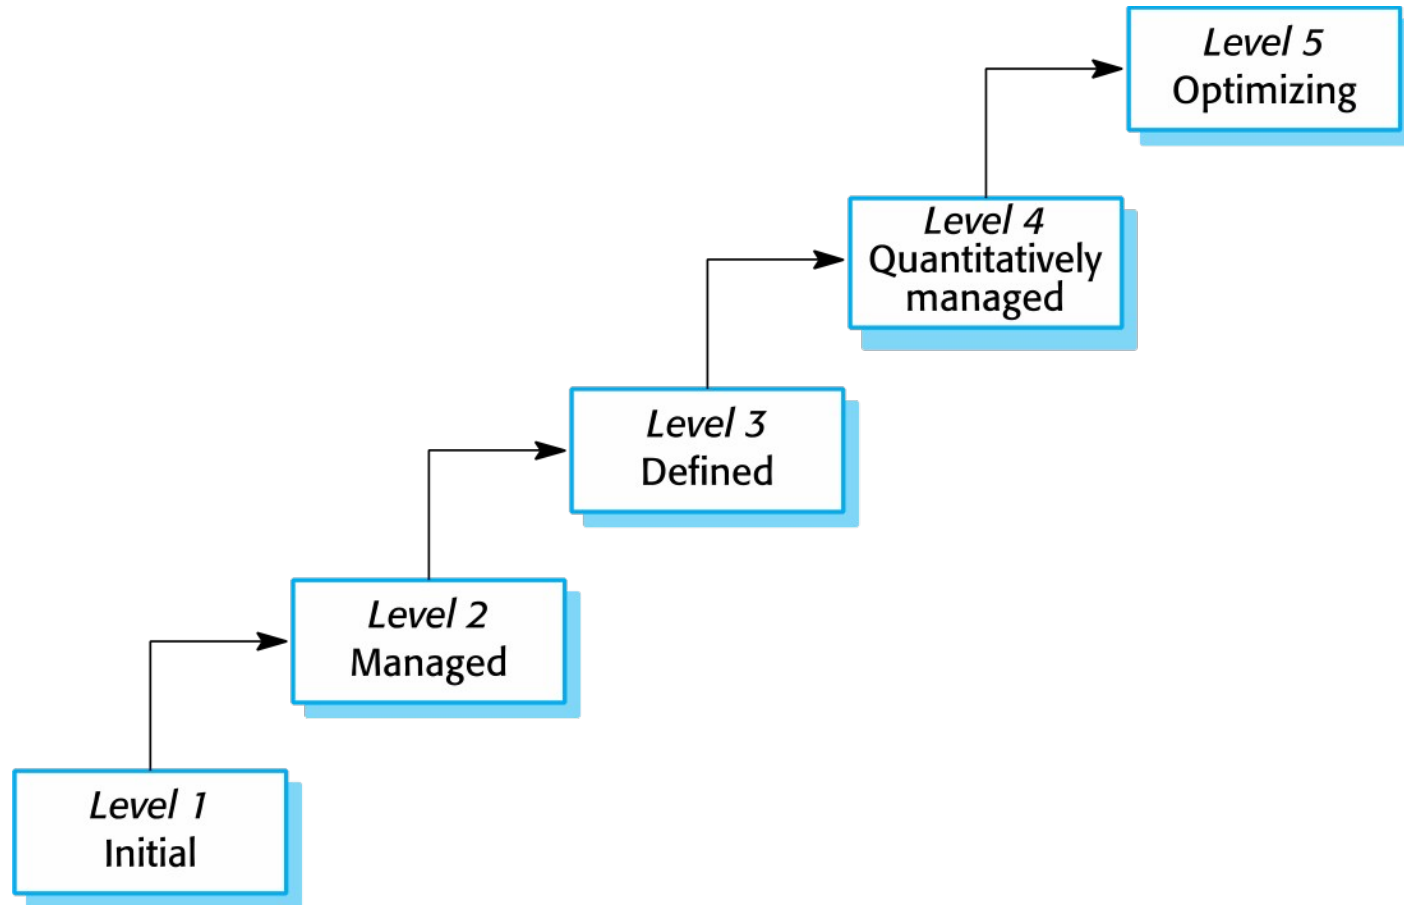 Level 5
Optimizing
Level 4
Quantitatively
managed
Level 3
Defined
Level 2
Managed
Level 1
Initial